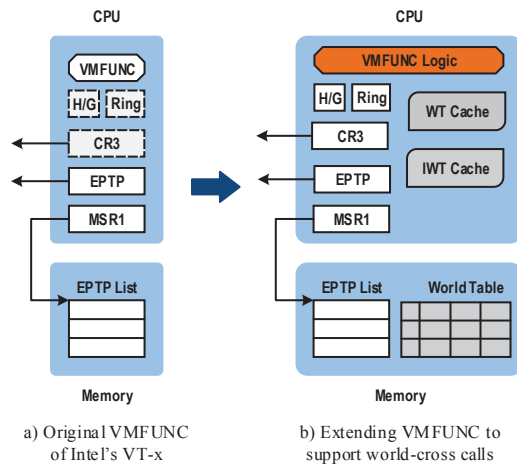 CPU
VMFUNC
H/G
Ring
CR3
EPTP
MSR1
EPTP List
Memory
a) Original VMFUNC
of Intel's VT-x
CPU
VMFUNC Logic
H/G
Ring
WT Cache
CR3
IWT Cache
EPTP
MSR1
EPTP List
World Table
Memory
b) Extending VMFUNC to
support world-cross calls